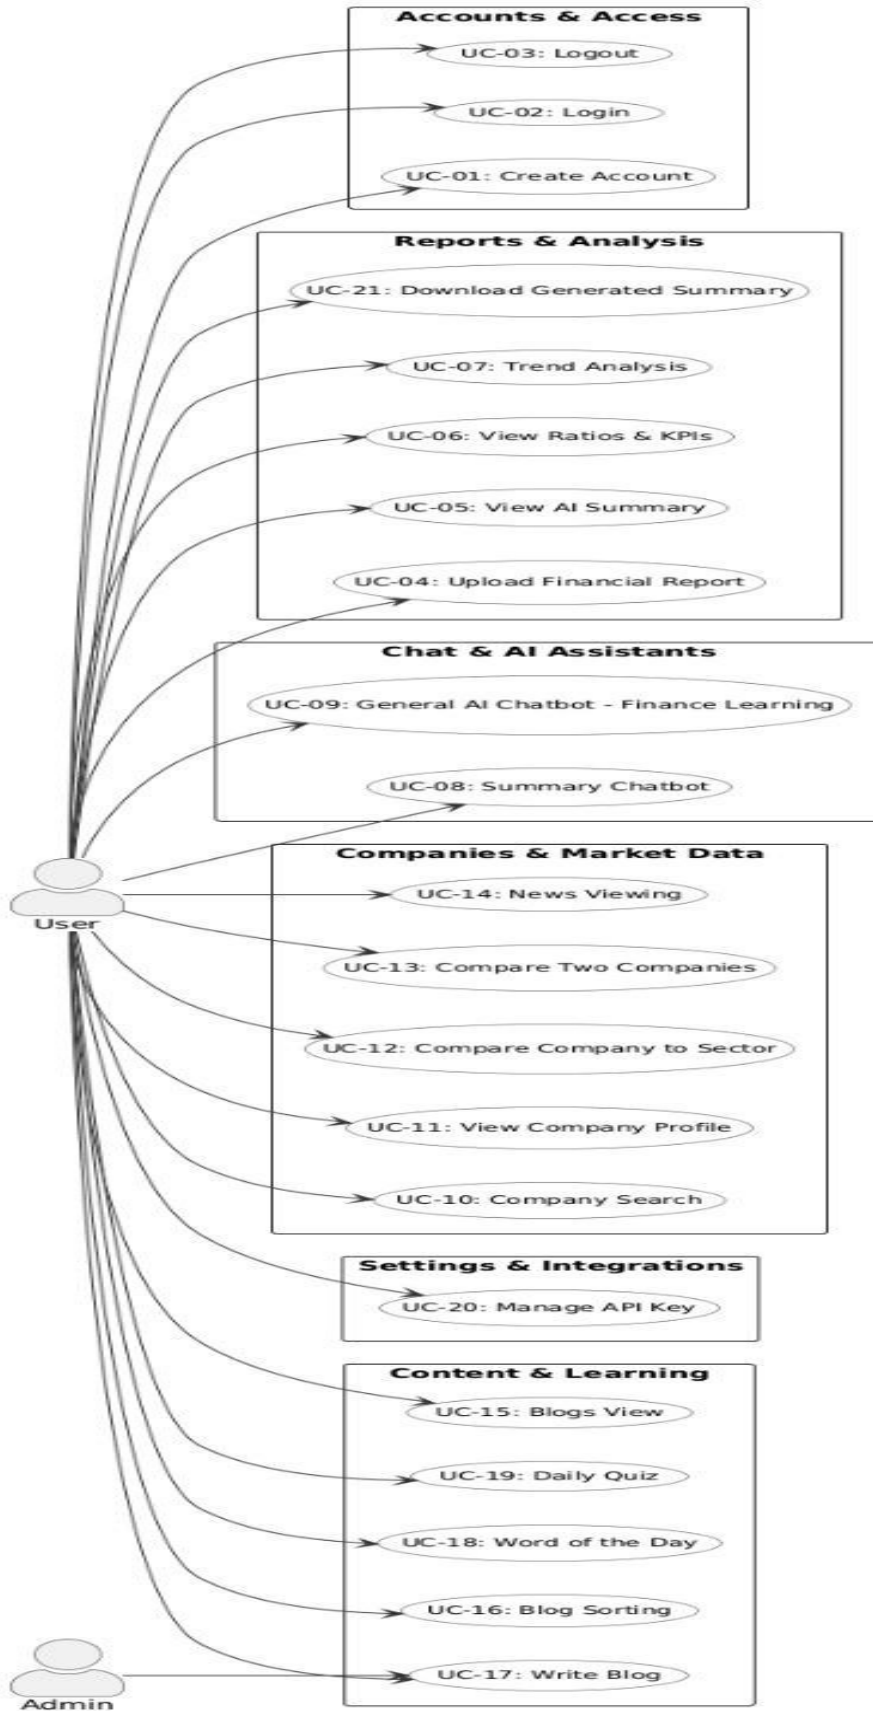 Accounts & Access
UC-03: Logout
UC-02: Login
UC-01: Create Account
Reports & Analysis
UC-21: Download Generated Summary
UC-07: Trend Analysis
UC-06: View Ratios & KPIs
UC-05: View AI Summary
UC-04: Upload Financial Report
Chat & AI Assistants
UC-09: General AI Chatbot - Finance Learning
UC-08: Summary Chatbot
Companies & Market Data
UC-14: News Viewing
User
UC-13: Compare Two Companies
UC-12: Compare Company to Sector
UC-11: View Company Profile
UC-10: Company Search
Settings & Integrations
UC-20: Manage API Key
Content & Learning
UC-15: Blogs View
UC-19: Daily Quiz
UC-18: Word of the Day
UC-16: Blog Sorting
UC-17: Write Blog
Admin